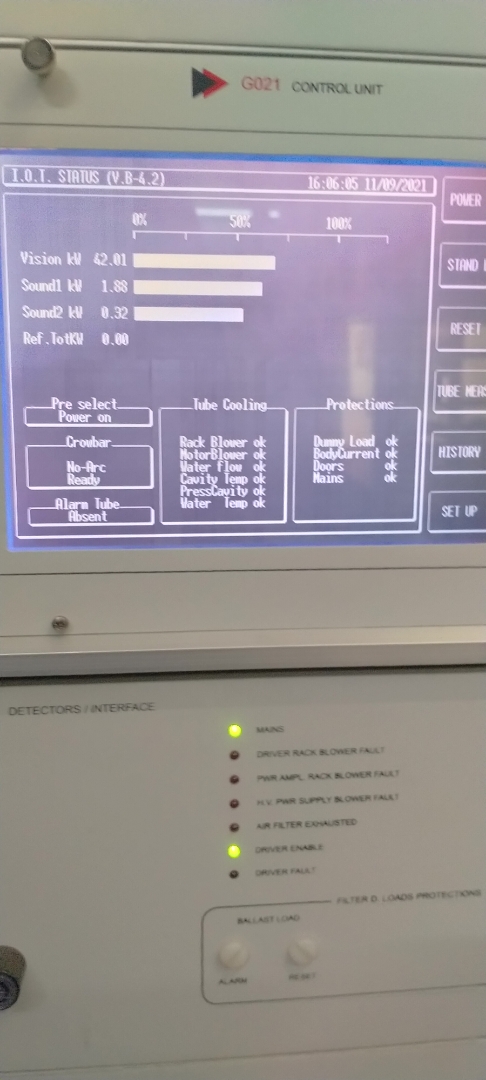 G021 CONTROL UNIT
I.O.T. STATUS (V.B-4.2) 16:06:05 11/09/2021
0% 50% 100%
Vision kW 42.01
Sound1 kW 1.88
Sound2 kW 0.32
Ref.TotKW 0.00
POWER
STAND
RESET
TUBE MEAS
HISTORY
SET UP
Pre select
Power on
Crowbar
No-Arc
Ready
Alarm Tube
Absent
Tube Cooling
Rack Blower ok
MotorBlower ok
Water flow ok
Cavity Temp ok
PressCavity ok
Water Temp ok
Protections
Dummy Load ok
BodyCurrent ok
Doors ok
Mains ok
DETECTORS / INTERFACE
MAINS
DRIVER RACK BLOWER FAULT
PWR AMPL. RACK BLOWER FAULT
H.V. PWR SUPPLY BLOWER FAULT
AIR FILTER EXHAUSTED
DRIVER ENABLE
DRIVER FAULT
FILTER D. LOADS PROTECTIONS
BALLAST LOAD
ALARM RESET